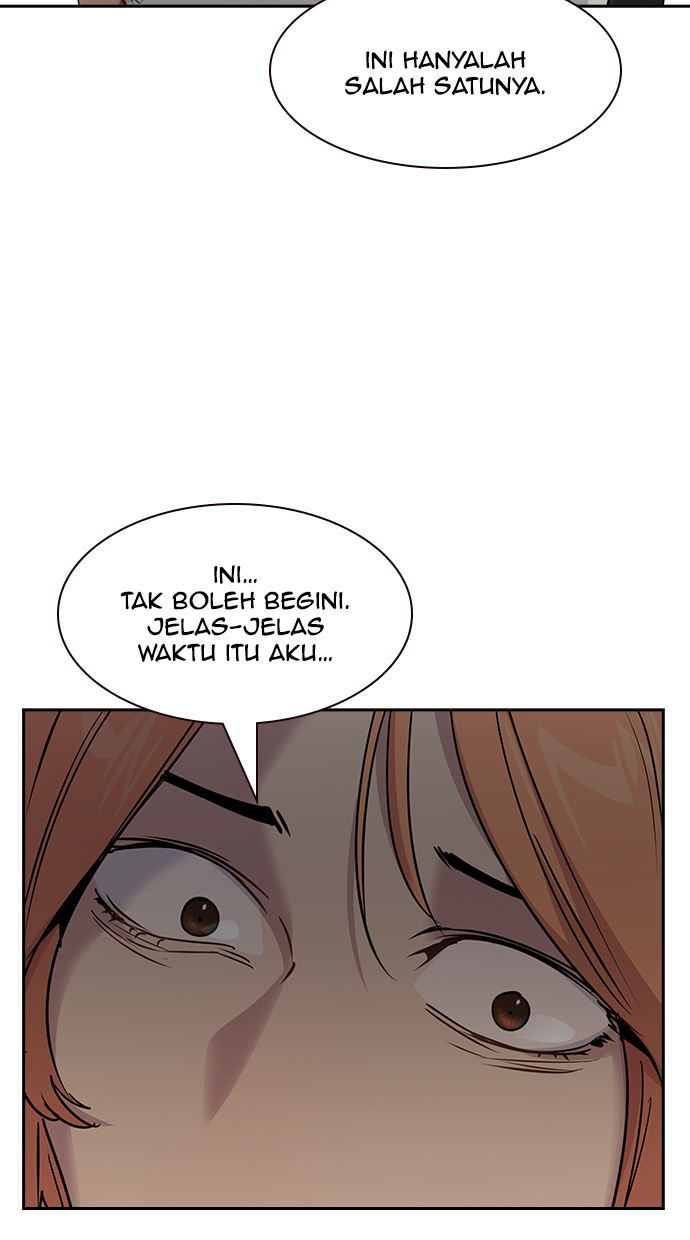 INI HANYALAH
SALAH SATUNYA.
INI...
TAK BOLEH BEGINI.
JELAS-JELAS
WAKTU ITU AKU...